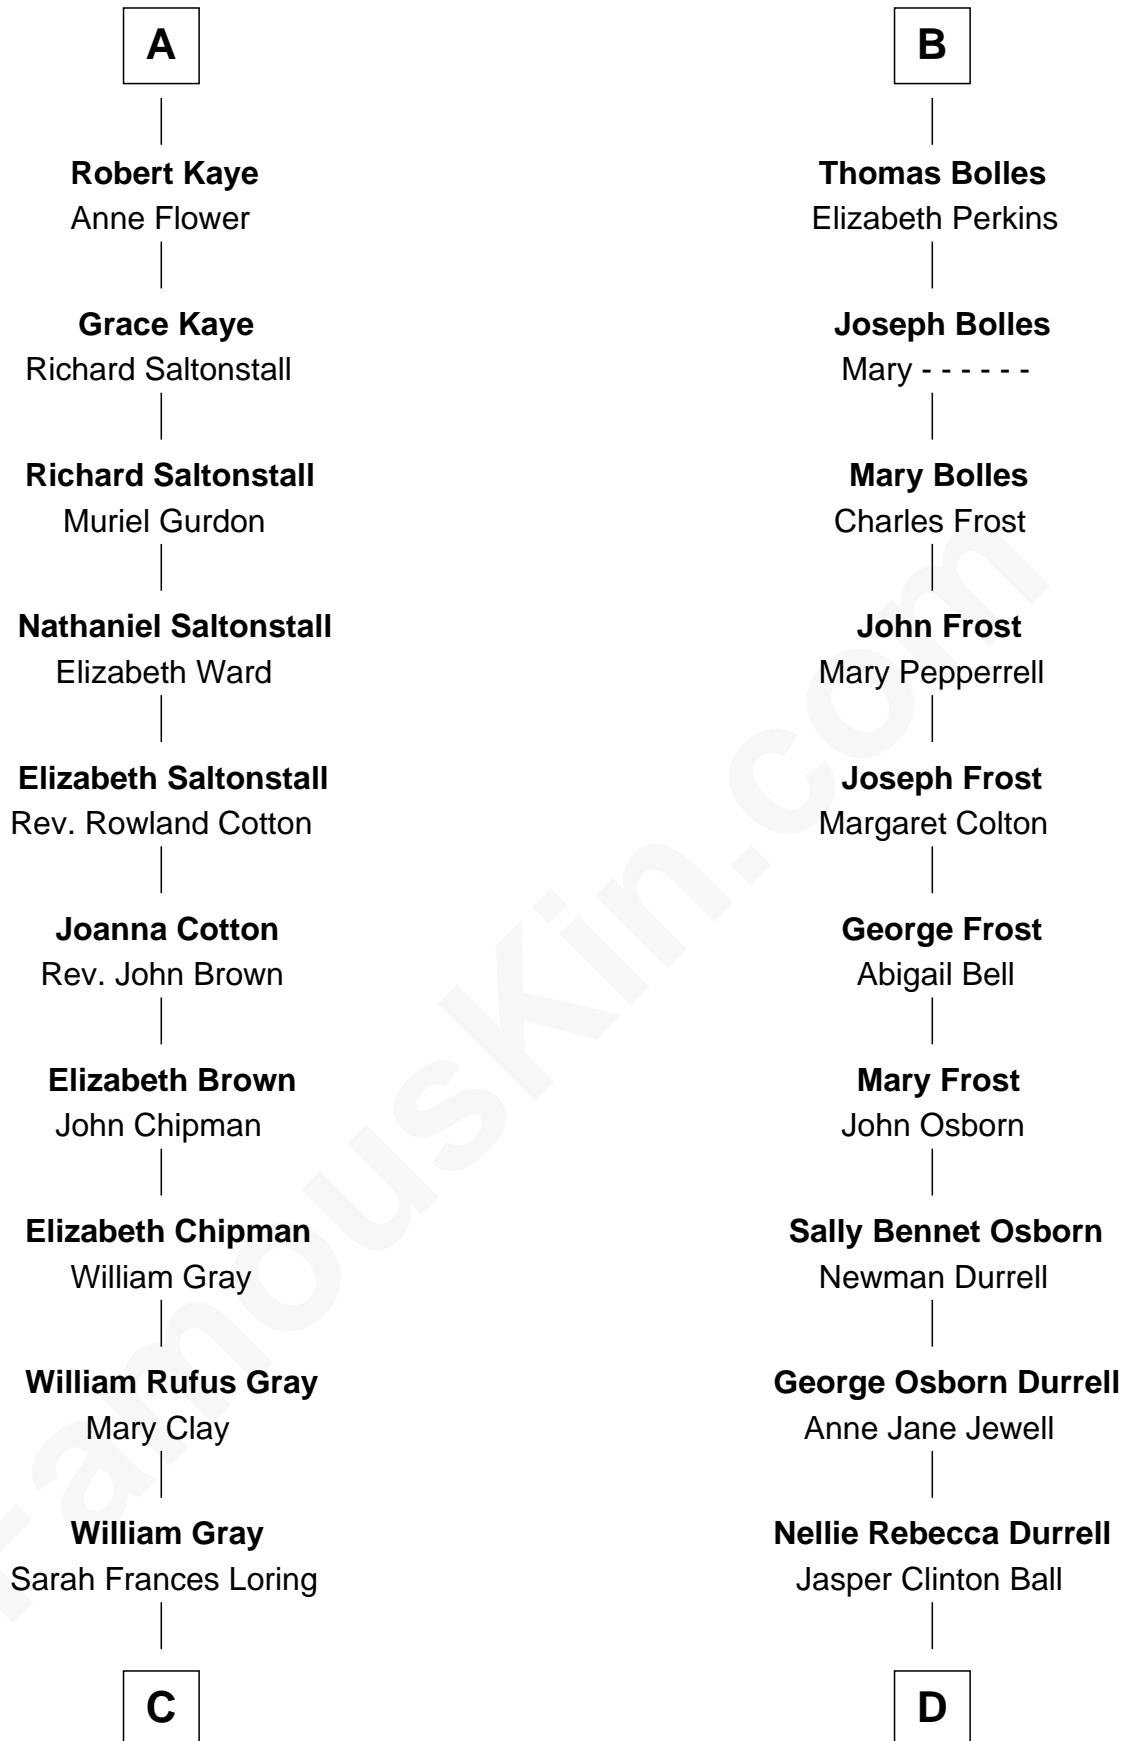 A
Robert Kaye
Anne Flower
Grace Kaye
Richard Saltonstall
Richard Saltonstall
Muriel Gurdon
Nathaniel Saltonstall
Elizabeth Ward
Elizabeth Saltonstall
Rev. Rowland Cotton
Joanna Cotton
Rev. John Brown
Elizabeth Brown
John Chipman
Elizabeth Chipman
William Gray
William Rufus Gray
Mary Clay
William Gray
Sarah Frances Loring
C
B
Thomas Bolles
Elizabeth Perkins
Joseph Bolles
Mary - - - - - -
Mary Bolles
Charles Frost
John Frost
Mary Pepperrell
Joseph Frost
Margaret Colton
George Frost
Abigail Bell
Mary Frost
John Osborn
Sally Bennet Osborn
Newman Durrell
George Osborn Durrell
Anne Jane Jewell
Nellie Rebecca Durrell
Jasper Clinton Ball
D
FamousKin.com